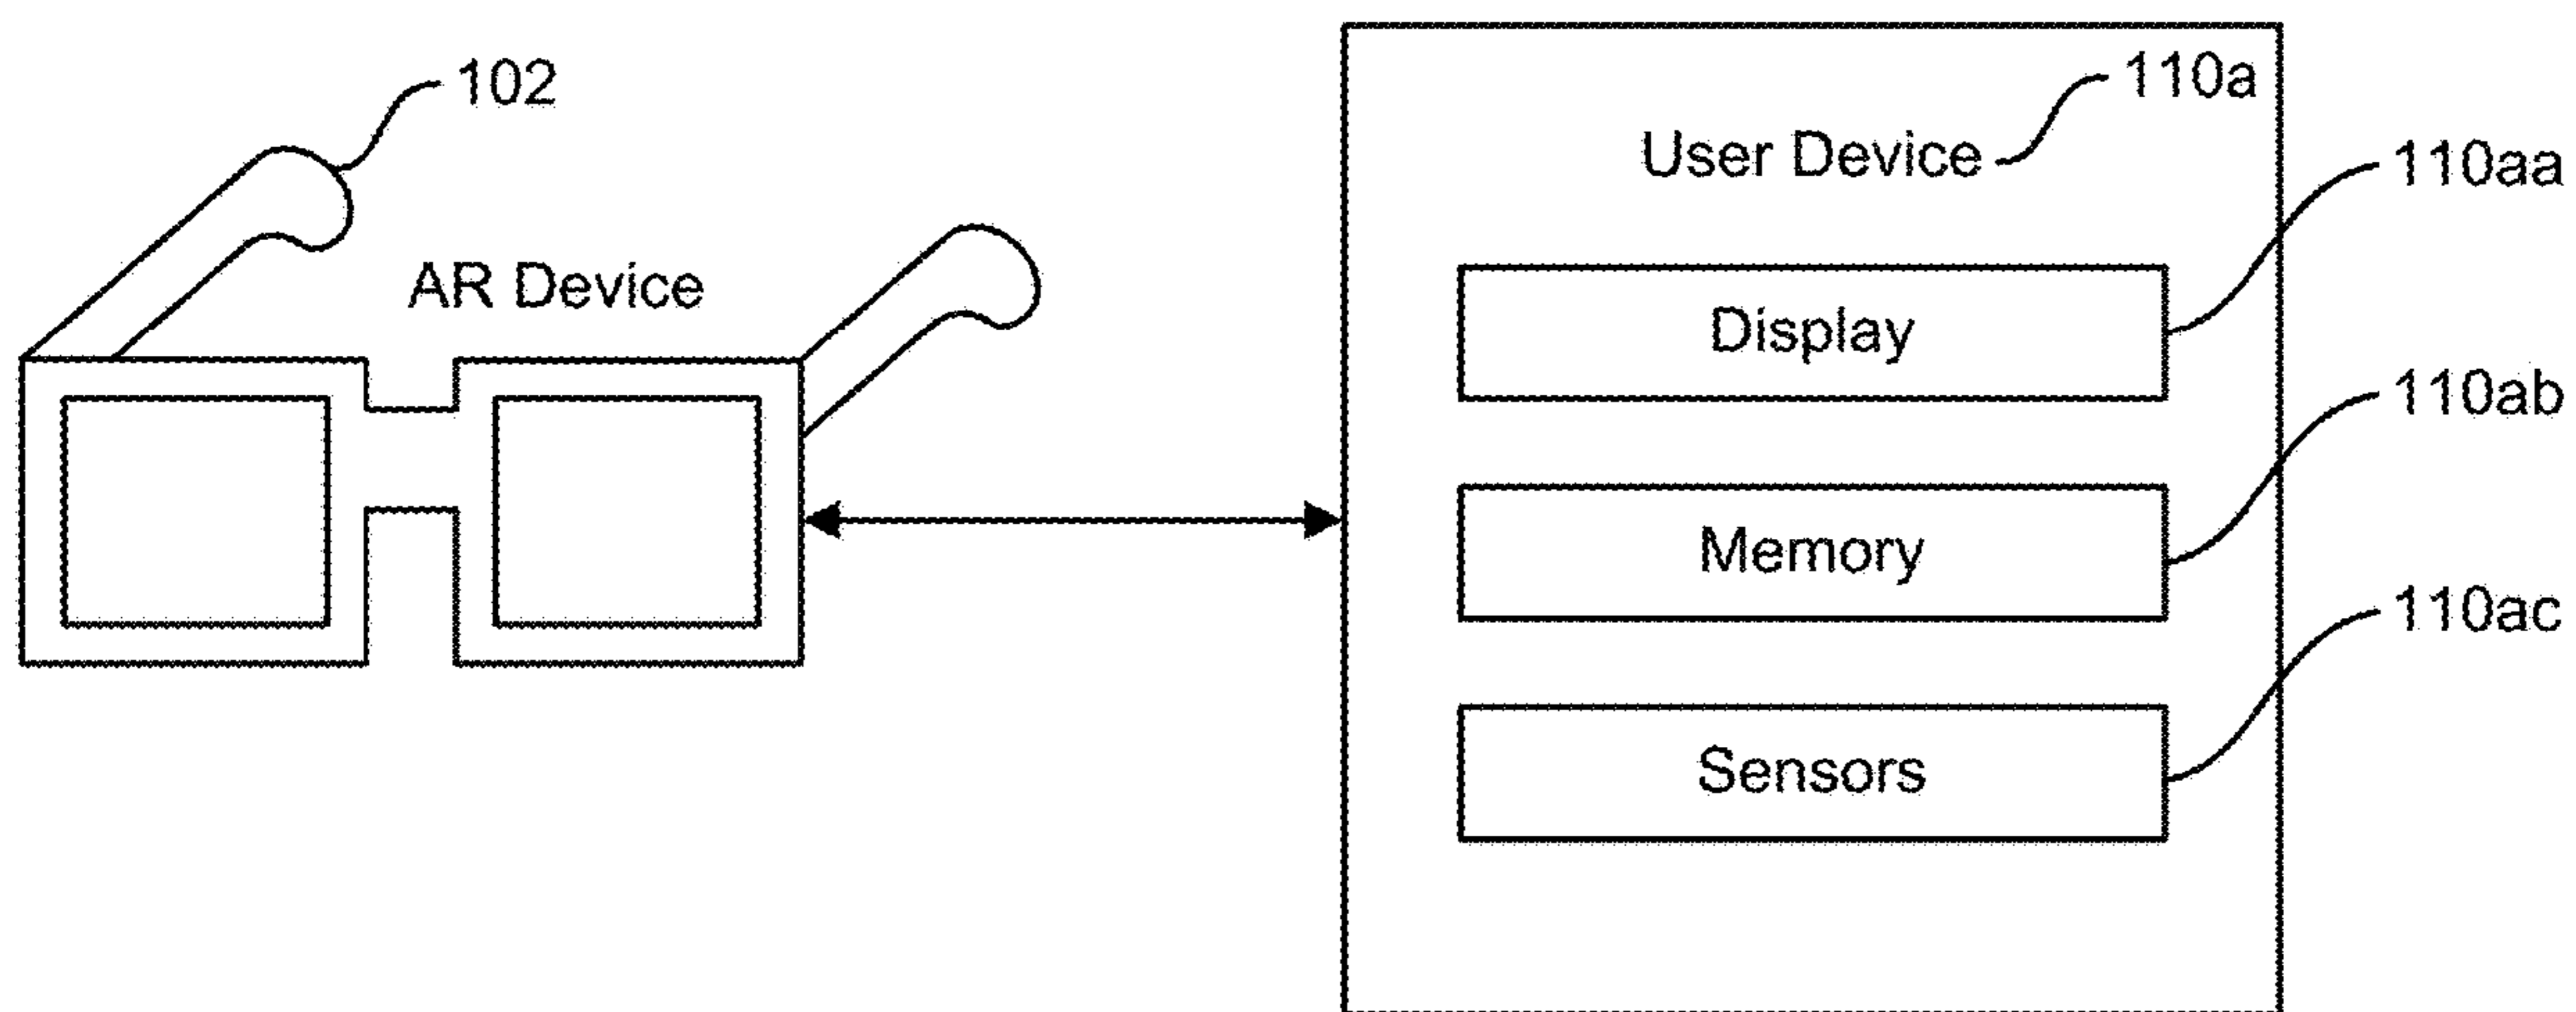 102
AR Device
110a
User Device
110aa
Display
110ab
Memory
110ac
Sensors